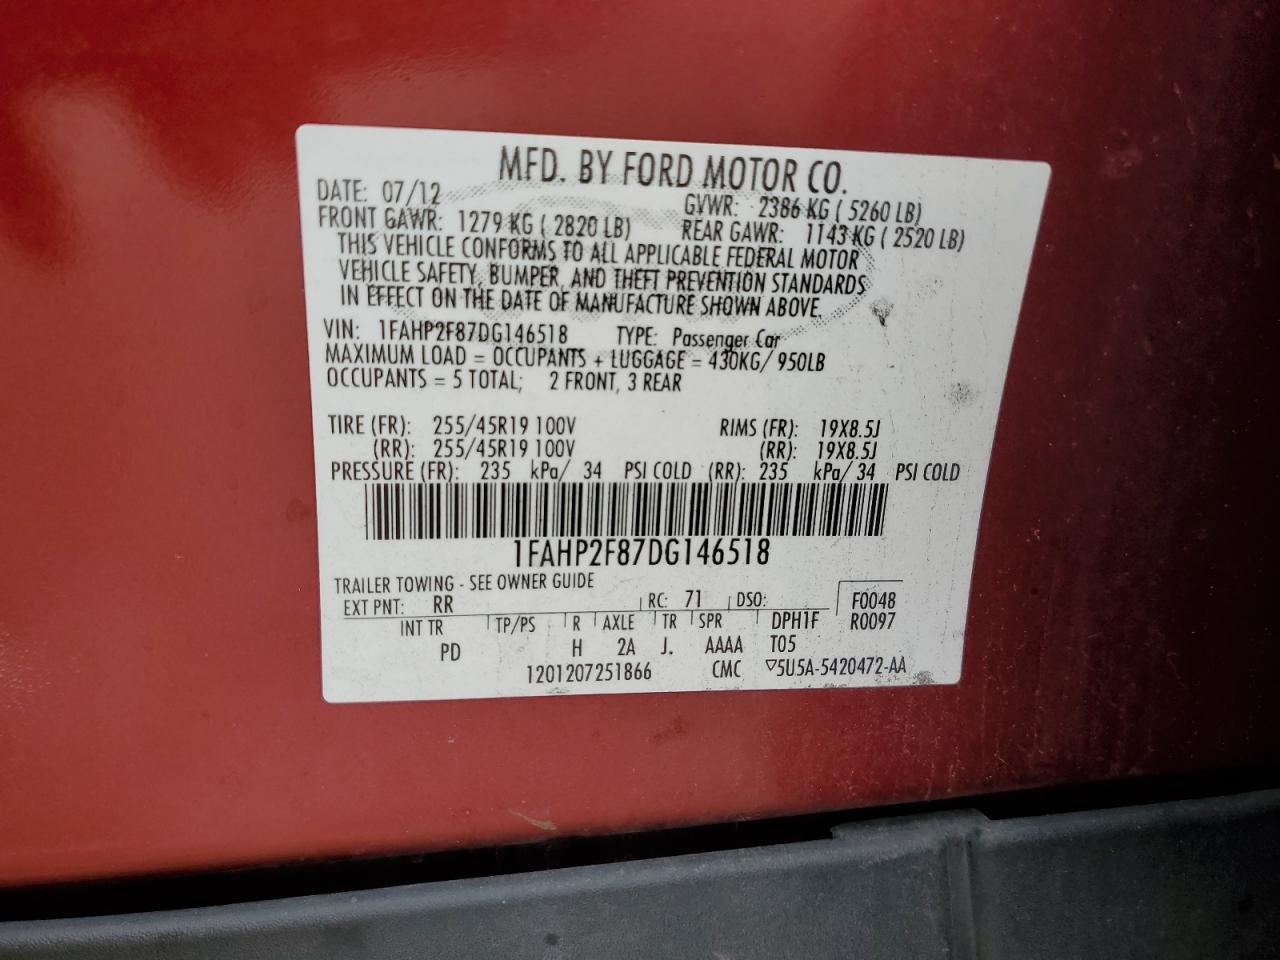 MFD. BY FORD MOTOR CO.
DATE: 07/12 GVWR: 2386 KG ( 5260 LB)
FRONT GAWR: 1279 KG ( 2820 LB) REAR GAWR: 1143 KG ( 2520 LB)
THIS VEHICLE CONFORMS TO ALL APPLICABLE FEDERAL MOTOR
VEHICLE SAFETY, BUMPER, AND THEFT PREVENTION STANDARDS
IN EFFECT ON THE DATE OF MANUFACTURE SHOWN ABOVE.
VIN: 1FAHP2F87DG146518 TYPE: Passenger Car
MAXIMUM LOAD = OCCUPANTS + LUGGAGE = 430KG/ 950LB
OCCUPANTS = 5 TOTAL; 2 FRONT, 3 REAR
TIRE (FR): 255/45R19 100V RIMS (FR): 19X8.5J
(RR): 255/45R19 100V (RR): 19X8.5J
PRESSURE (FR): 235 kPa/ 34 PSI COLD (RR): 235 kPa/ 34 PSI COLD
1FAHP2F87DG146518
TRAILER TOWING - SEE OWNER GUIDE
EXT PNT: RR RC: 71 DSO: F0048
INT TR TP/PS R AXLE TR SPR DPH1F R0097
PD H 2A J. AAAA T05
1201207251866 CMC ▽5U5A-5420472-AA